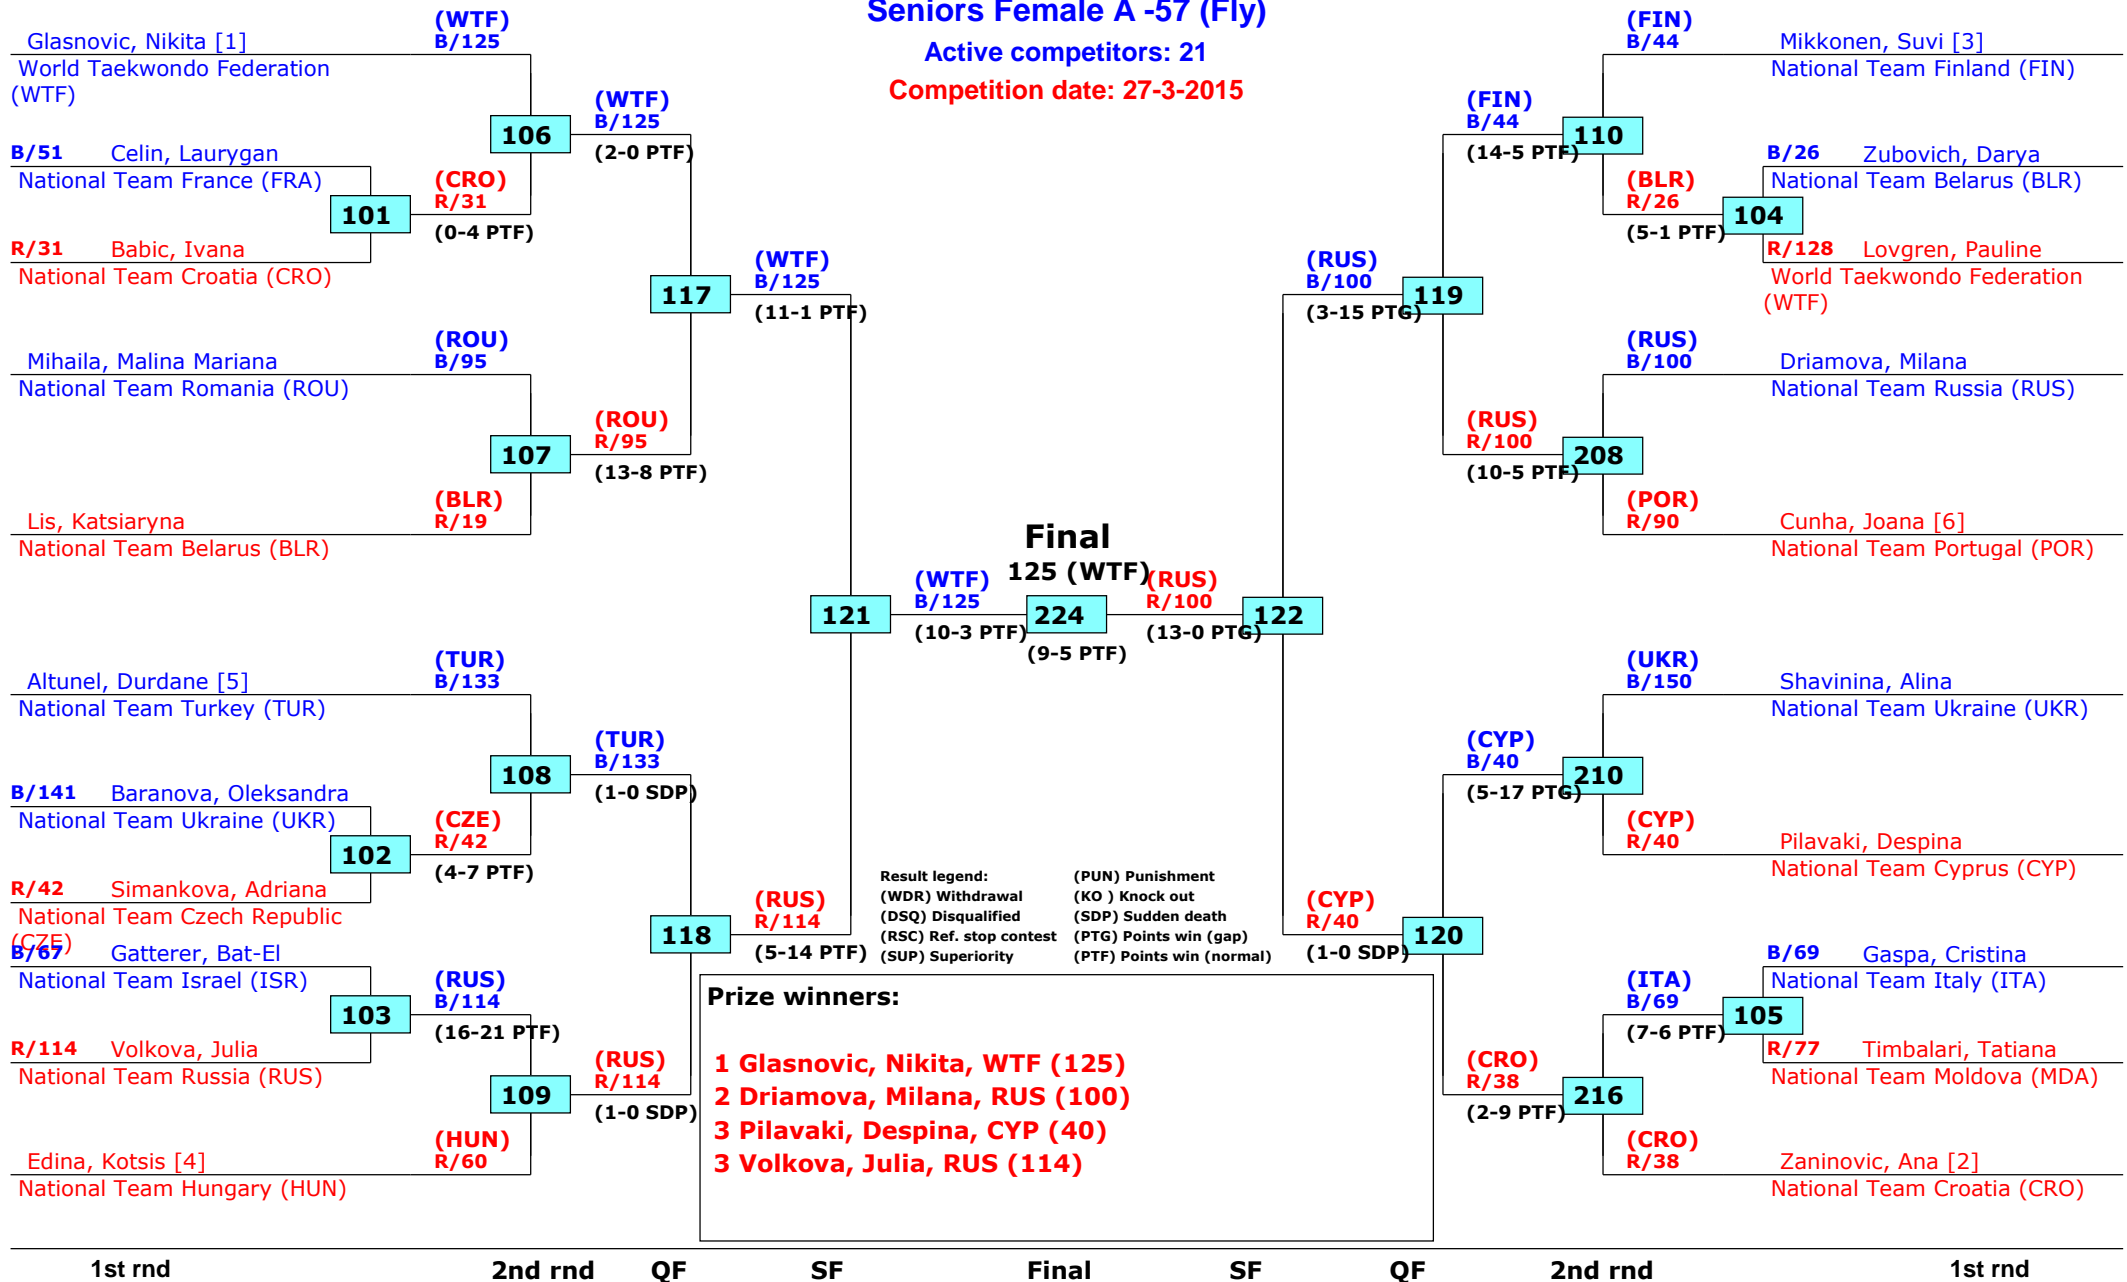 Seniors Female A -57 (Fly)
Active competitors: 21
Competition date: 27-3-2015
Glasnovic, Nikita [1]
World Taekwondo Federation
(WTF)
(WTF)
B/125
B/51 Celin, Laurygan
National Team France (FRA)
101
R/31 Babic, Ivana
National Team Croatia (CRO)
(CRO)
R/31
(0-4 PTF)
106
(WTF)
B/125
(2-0 PTF)
Mihaila, Malina Mariana
National Team Romania (ROU)
(ROU)
B/95
107
Lis, Katsiaryna
National Team Belarus (BLR)
(BLR)
R/19
(ROU)
R/95
(13-8 PTF)
117
(WTF)
B/125
(11-1 PTF)
Altunel, Durdane [5]
National Team Turkey (TUR)
(TUR)
B/133
B/141 Baranova, Oleksandra
National Team Ukraine (UKR)
102
R/42 Simankova, Adriana
National Team Czech Republic
(CZE)
(CZE)
R/42
(4-7 PTF)
108
(TUR)
B/133
(1-0 SDP)
B/67 Gatterer, Bat-El
National Team Israel (ISR)
103
R/114 Volkova, Julia
National Team Russia (RUS)
(RUS)
B/114
(16-21 PTF)
109
Edina, Kotsis [4]
National Team Hungary (HUN)
(HUN)
R/60
(RUS)
R/114
(1-0 SDP)
118
(RUS)
R/114
(5-14 PTF)
121
(WTF)
B/125
(10-3 PTF)
Final
125 (WTF)
224
(9-5 PTF)
(RUS)
R/100
(13-0 PTG)
122
(RUS)
B/100
(3-15 PTG)
119
(FIN)
B/44
(14-5 PTF)
110
(FIN)
B/44
Mikkonen, Suvi [3]
National Team Finland (FIN)
(BLR)
R/26
(5-1 PTF)
104
B/26 Zubovich, Darya
National Team Belarus (BLR)
R/128 Lovgren, Pauline
World Taekwondo Federation
(WTF)
(RUS)
R/100
(10-5 PTF)
208
(RUS)
B/100
Driamova, Milana
National Team Russia (RUS)
(POR)
R/90
Cunha, Joana [6]
National Team Portugal (POR)
(CYP)
R/40
(1-0 SDP)
120
(CYP)
B/40
(5-17 PTG)
210
(UKR)
B/150
Shavinina, Alina
National Team Ukraine (UKR)
(CYP)
R/40
Pilavaki, Despina
National Team Cyprus (CYP)
(CRO)
R/38
(2-9 PTF)
216
(ITA)
B/69
(7-6 PTF)
105
B/69 Gaspa, Cristina
National Team Italy (ITA)
R/77 Timbalari, Tatiana
National Team Moldova (MDA)
(CRO)
R/38
Zaninovic, Ana [2]
National Team Croatia (CRO)
Result legend:
(WDR) Withdrawal
(DSQ) Disqualified
(RSC) Ref. stop contest
(SUP) Superiority
(PUN) Punishment
(KO ) Knock out
(SDP) Sudden death
(PTG) Points win (gap)
(PTF) Points win (normal)
Prize winners:
1 Glasnovic, Nikita, WTF (125)
2 Driamova, Milana, RUS (100)
3 Pilavaki, Despina, CYP (40)
3 Volkova, Julia, RUS (114)
1st rnd 2nd rnd QF SF Final SF QF 2nd rnd 1st rnd